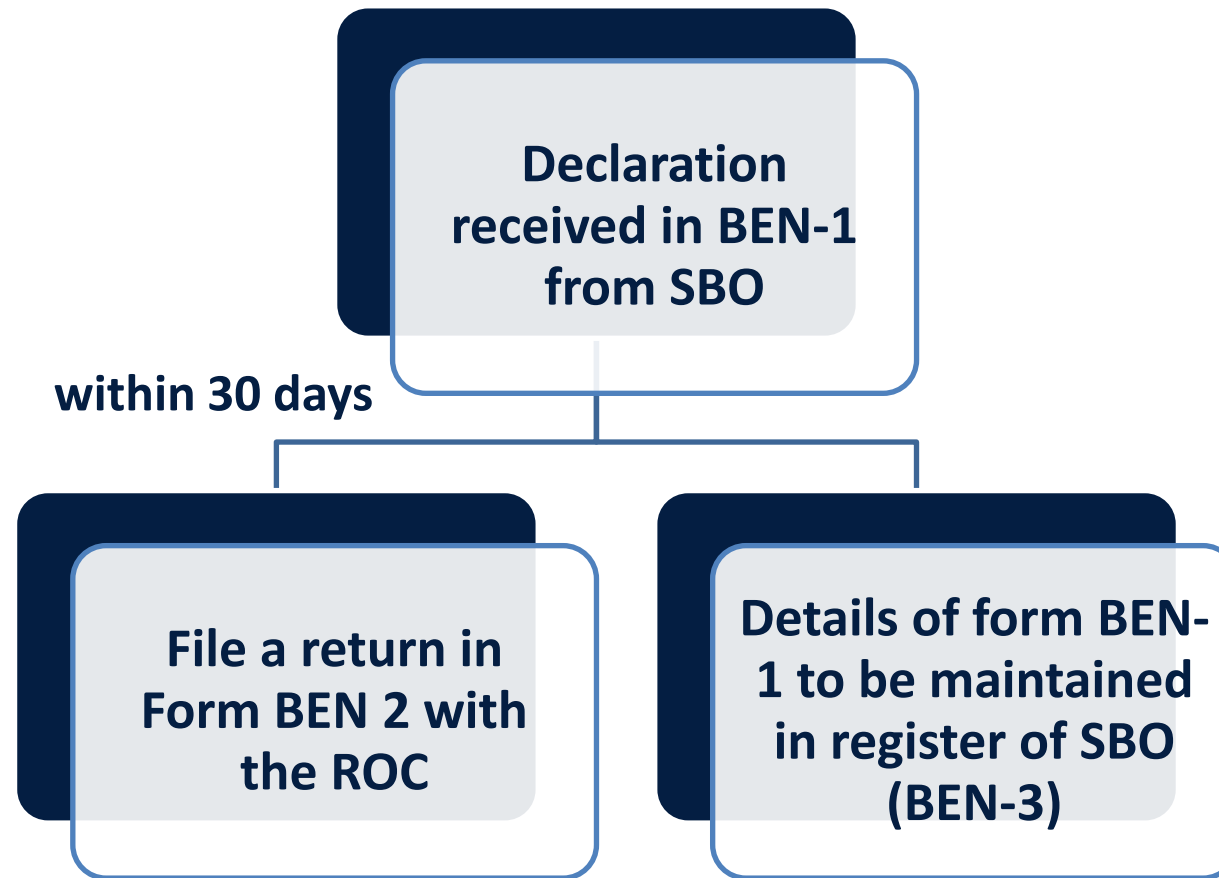 Declaration
received in BEN-1
from SBO
within 30 days
File a return in
Form BEN 2 with
the ROC
Details of form BEN-
1 to be maintained
in register of SBO
(BEN-3)